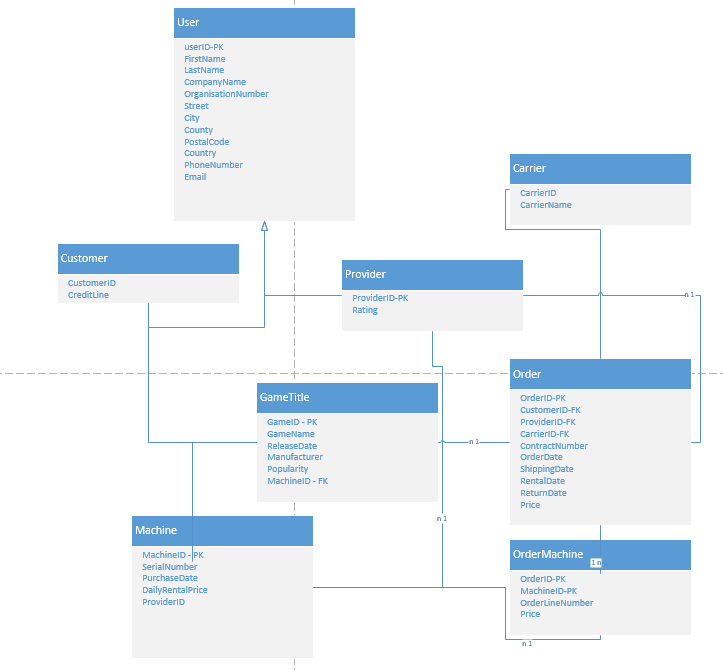 User
userID-PK
FirstName
LastName
CompanyName
OrganisationNumber
Street
City
County
PostalCode
Country
PhoneNumber
Email
Carrier
CarrierID
CarrierName
Customer
CustomerID
CreditLine
Provider
ProviderID-PK
Rating
n 1
Order
OrderID-PK
CustomerID-FK
ProviderID-FK
CarrierID-FK
ContractNumber
OrderDate
ShippingDate
RentalDate
ReturnDate
Price
GameTitle
GameID - PK
GameName
ReleaseDate
Manufacturer
Popularity
MachineID - FK
n 1
n 1
Machine
MachineID - PK
SerialNumber
PurchaseDate
DailyRentalPrice
ProviderID
OrderMachine
1 n
OrderID-PK
MachineID-PK
OrderLineNumber
Price
n 1